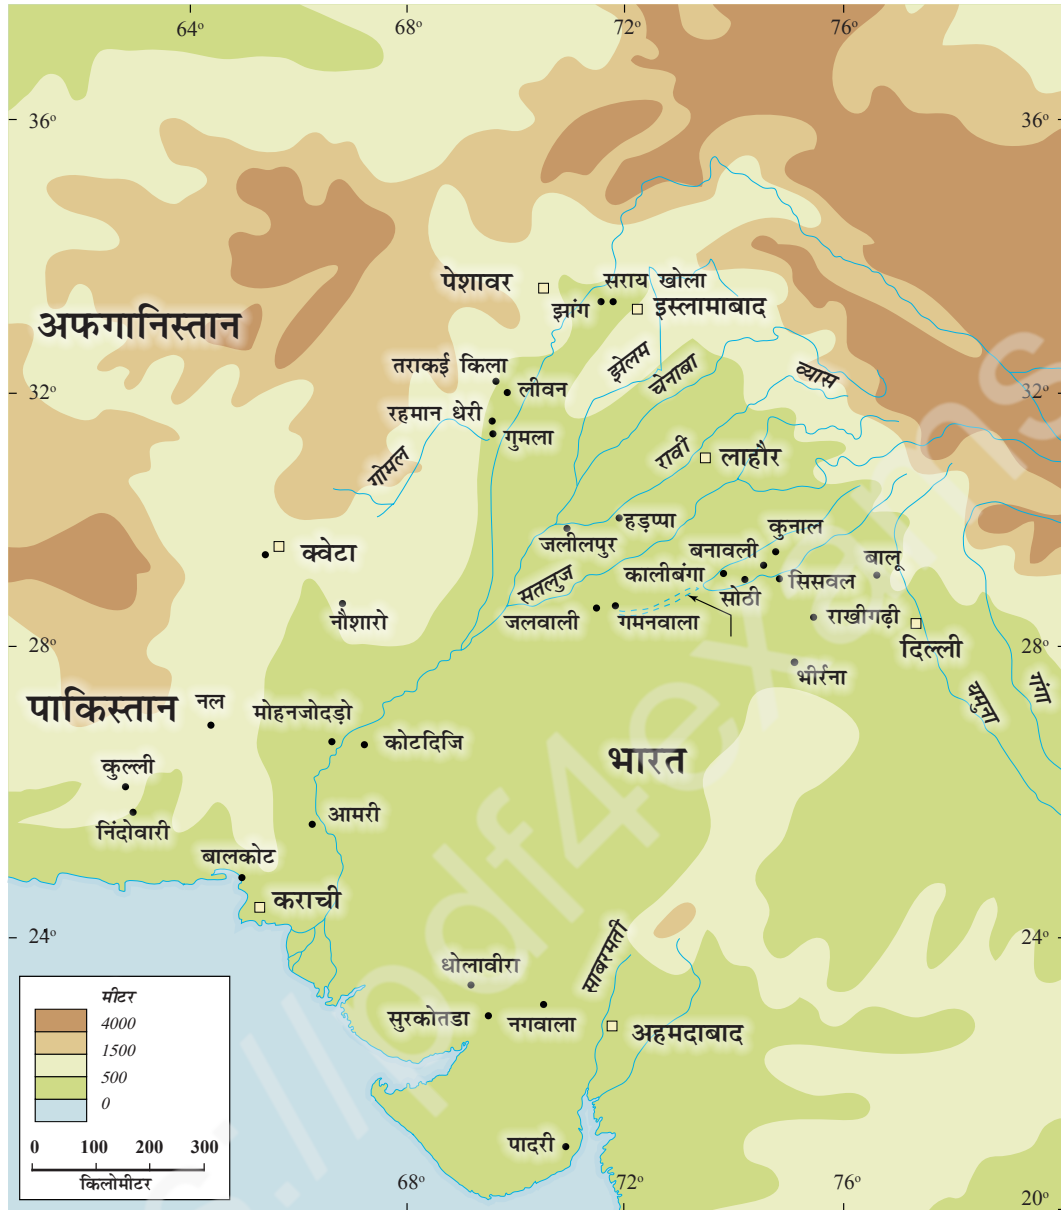 64° 68° 72° 76°
36° 36°
पेशावर
सराय खोला
झांग
इस्लामाबाद
अफगानिस्तान
झेलम
चेनाबा
व्यास
तराकई किला
लीवन
32° 32°
रहमान धेरी
गुमला
गोमल
रावी
लाहौर
हड़प्पा
जलीलपुर
कुनाल
बनावली
क्वेटा
बालू
कालीबंगा
सिसवल
सतलुज
सोठी
नौशारो
जलवाली
गमनवाला
राखीगढ़ी
दिल्ली
28° 28°
भीर्रना
यमुना
गंगा
पाकिस्तान
नल
मोहनजोदड़ो
कोटदिजि
भारत
कुल्ली
निंदोवारी
आमरी
बालकोट
कराची
24° 24°
साबरमती
धोलावीरा
सुरकोतडा
नगवाला
अहमदाबाद
मीटर
4000
1500
500
0
पादरी
0 100 200 300
किलोमीटर
68° 72° 76° 20°